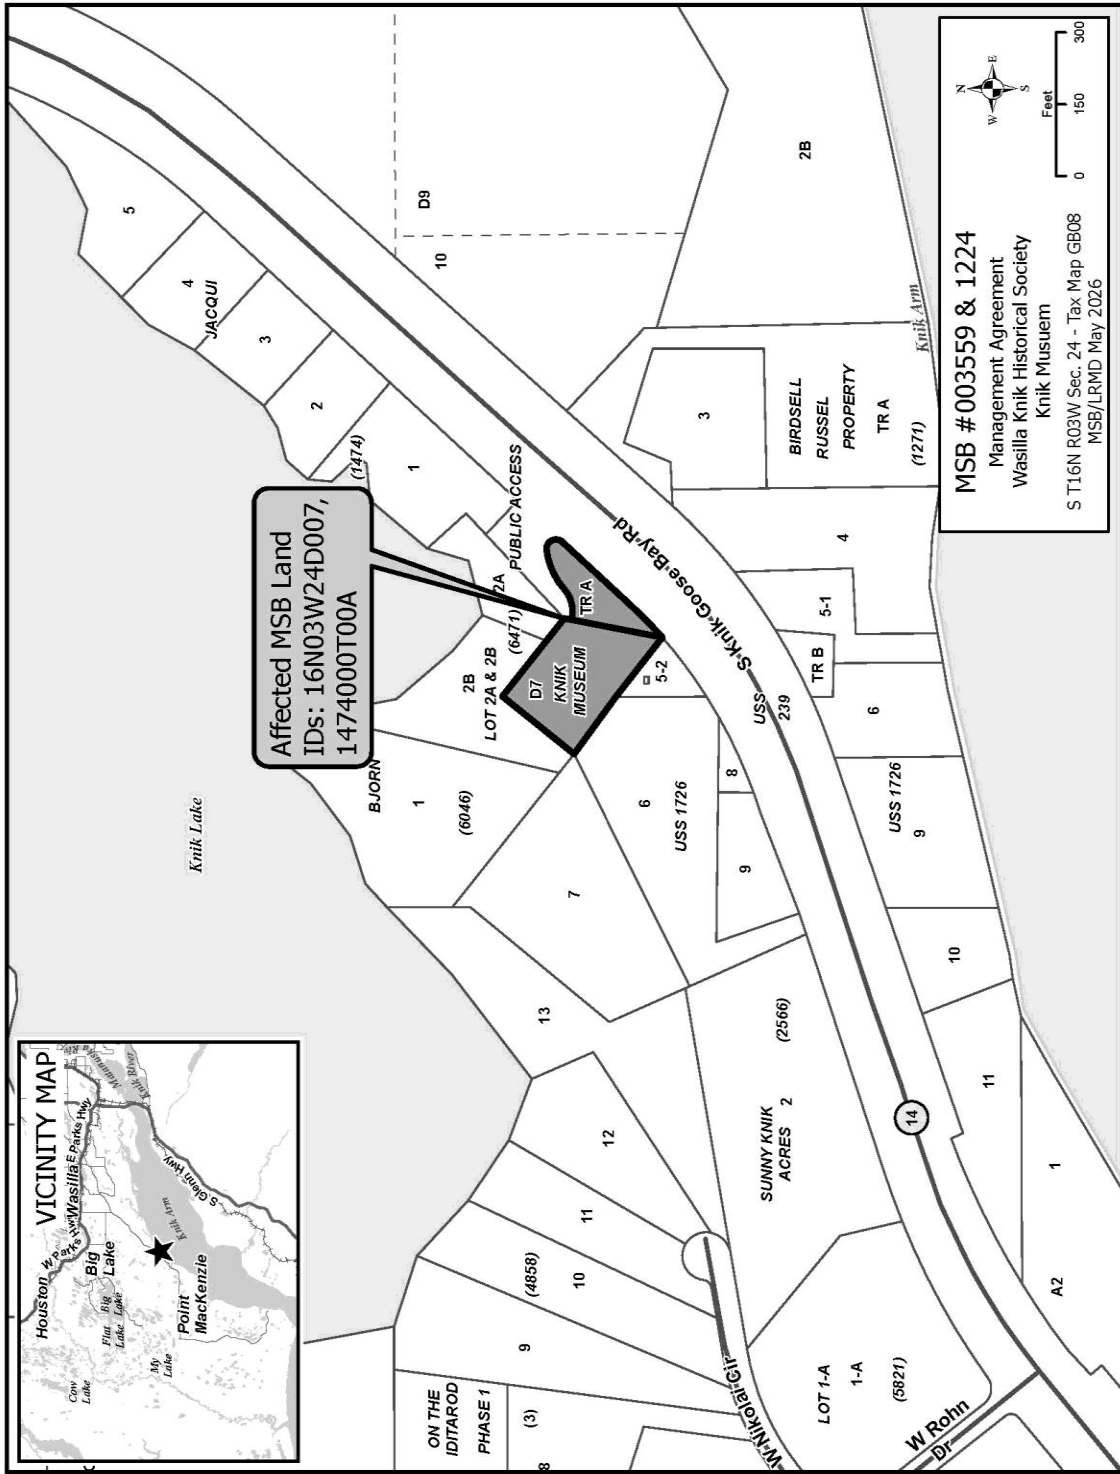 VICINITY MAP
Houston
W Parks Hwy
Wasilla
E Parks Hwy
Matanuska
Knik River
Big
Lake
Flat
Lake
Big
Lake
Cow
Lake
My
Lake
Knik Arm
S Glenn Hwy
Point
MacKenzie
Knik Lake
Affected MSB Land
IDs: 16N03W24D007,
1474000T00A
5
4
JACQUI
3
2
(1474)
1
PUBLIC ACCESS
2A
(6471)
2B
LOT 2A & 2B
TR A
D7
KNIK
MUSEUM
5-2
BJORN
1
(6046)
D9
10
2B
Knik Arm
3
BIRDSELL
RUSSEL
PROPERTY
TR A
(1271)
4
5-1
TR B
6
S Knik-Goose-Bay-Rd
USS
239
6
USS 1726
8
9
7
USS 1726
9
10
13
(2566)
SUNNY KNIK
ACRES 2
11
14
1
A2
12
11
10
(4858)
9
ON THE
IDITAROD
PHASE 1
(3)
8
W-Nikolai-Cir
LOT 1-A
1-A
(5821)
W Rohn
Dr
MSB #003559 & 1224
Management Agreement
Wasilla Knik Historical Society
Knik Musuem
S T16N R03W Sec. 24 - Tax Map GB08
MSB/LRMD May 2026
N
W
E
S
Feet
0 150 300